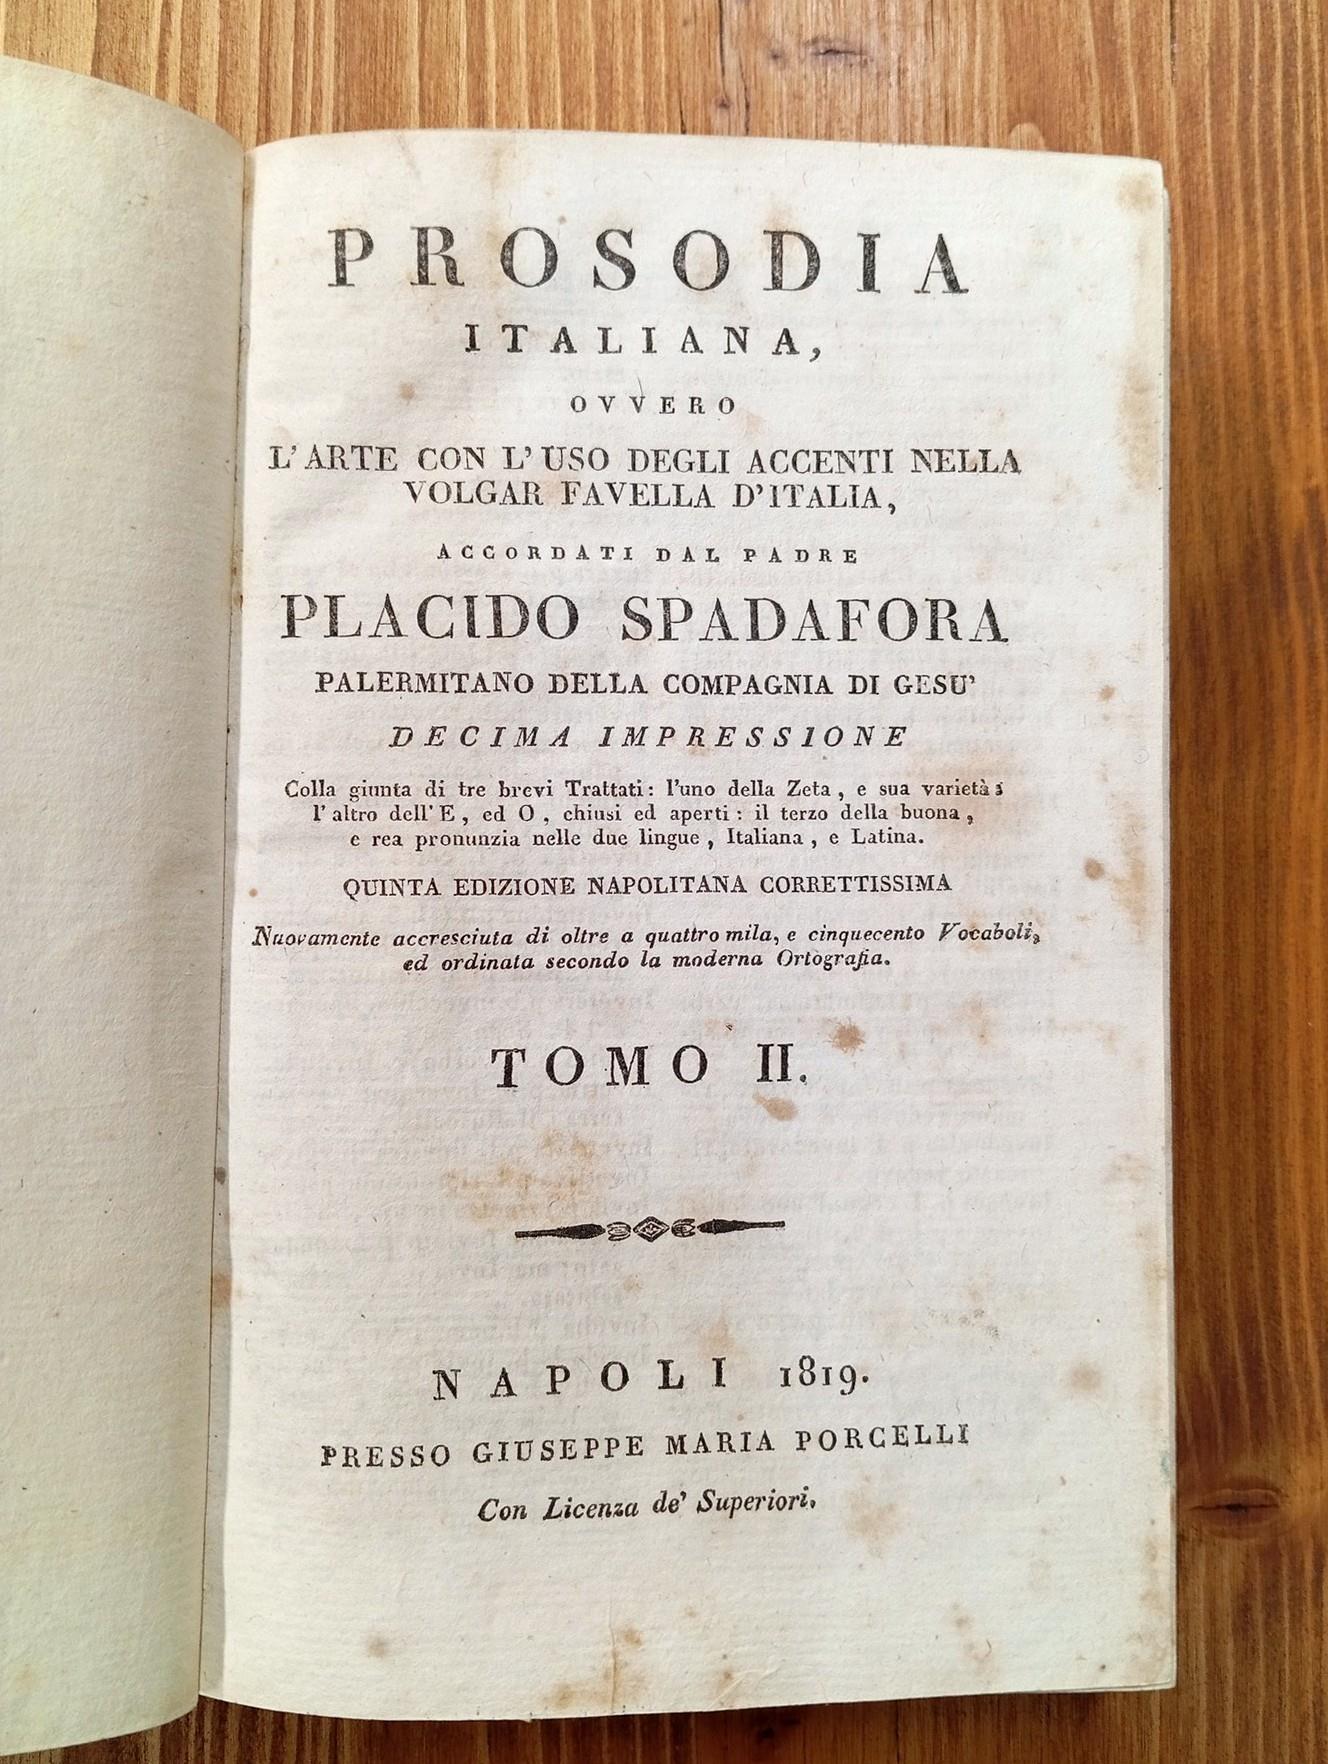 PROSODIA
ITALIANA,
OVVERO
L' ARTE CON L' USO DEGLI ACCENTI NELLA
VOLGAR FAVELLA D' ITALIA,
ACCORDATI DAL PADRE
PLACIDO SPADAFORA
PALERMITANO DELLA COMPAGNIA DI GESU'
DECIMA IMPRESSIONE
Colla giunta di tre brevi Trattati: l'uno della Zeta, e sua varietà;
l' altro dell' E, ed O, chiusi ed aperti: il terzo della buona,
e rea pronunzia nelle due lingue, Italiana, e Latina.
QUINTA EDIZIONE NAPOLITANA CORRETTISSIMA
Nuovamente accresciuta di oltre a quattro mila, e cinquecento Vocaboli,
ed ordinata secondo la moderna Ortografia.
TOMO II.
NAPOLI 1819.
PRESSO GIUSEPPE MARIA PORCELLI
Con Licenza de' Superiori.